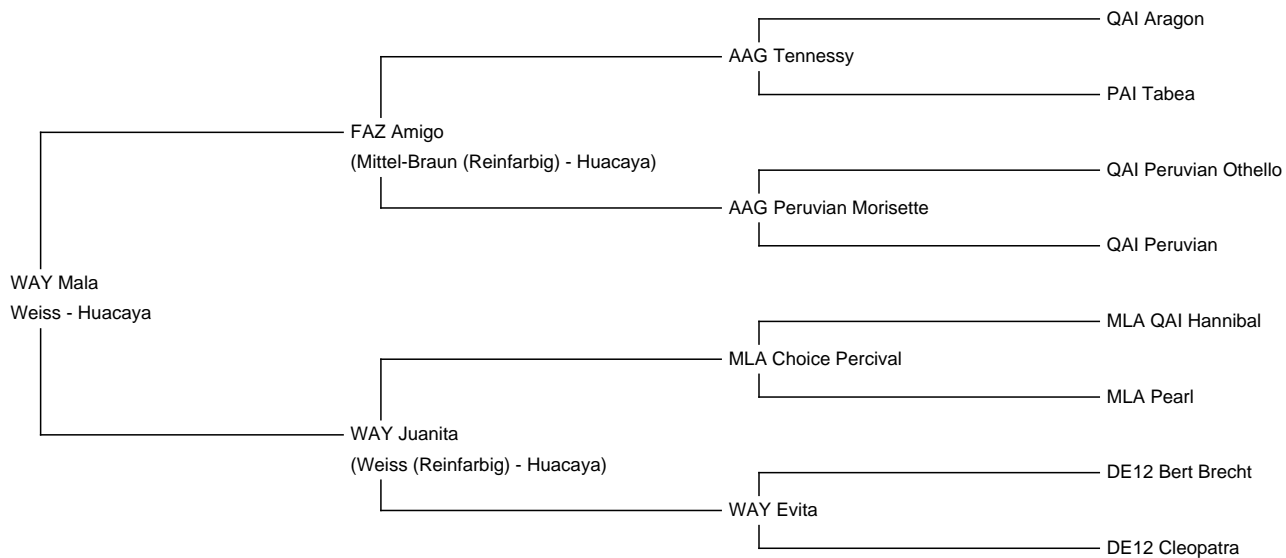 QAI Aragon
AAG Tennessy
PAI Tabea
FAZ Amigo
(Mittel-Braun (Reinfarbig) - Huacaya)
QAI Peruvian Othello
AAG Peruvian Morisette
QAI Peruvian
WAY Mala
Weiss - Huacaya
MLA QAI Hannibal
MLA Choice Percival
MLA Pearl
WAY Juanita
(Weiss (Reinfarbig) - Huacaya)
DE12 Bert Brecht
WAY Evita
DE12 Cleopatra